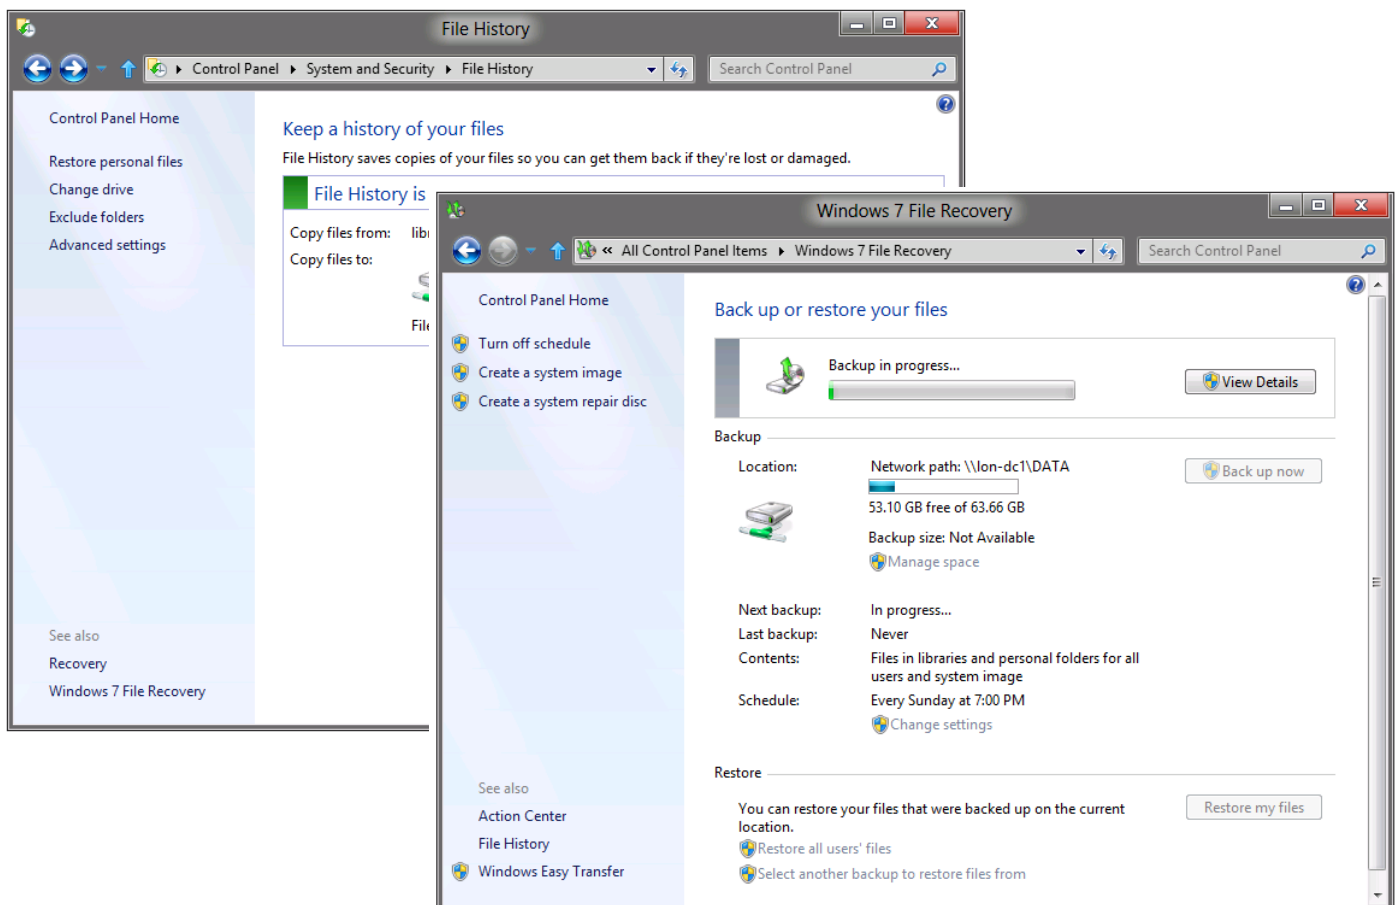 File History
Control Panel ▸ System and Security ▸ File History
Search Control Panel
Control Panel Home
Restore personal files
Change drive
Exclude folders
Advanced settings
See also
Recovery
Windows 7 File Recovery
Keep a history of your files
File History saves copies of your files so you can get them back if they're lost or damaged.
File History is
Copy files from:
Copy files to:
Windows 7 File Recovery
« All Control Panel Items ▸ Windows 7 File Recovery
Search Control Panel
Control Panel Home
Turn off schedule
Create a system image
Create a system repair disc
See also
Action Center
File History
Windows Easy Transfer
Back up or restore your files
Backup in progress...
View Details
Backup
Location: Network path: \\lon-dc1\DATA
Back up now
53.10 GB free of 63.66 GB
Backup size: Not Available
Manage space
Next backup: In progress...
Last backup: Never
Contents: Files in libraries and personal folders for all
users and system image
Schedule: Every Sunday at 7:00 PM
Change settings
Restore
You can restore your files that were backed up on the current
location.
Restore my files
Restore all users' files
Select another backup to restore files from